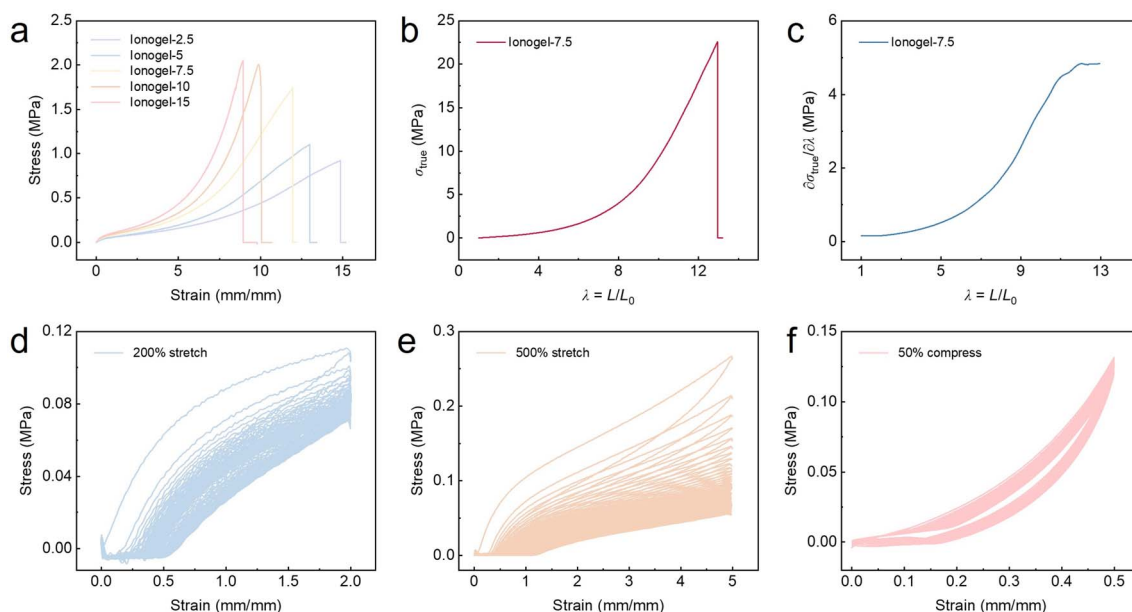 a
2.5
2.0
1.5
1.0
0.5
0.0
Stress (MPa)
Ionogel-2.5
Ionogel-5
Ionogel-7.5
Ionogel-10
Ionogel-15
0 5 10 15
Strain (mm/mm)
b
25
20
15
10
5
0
σtrue
Ionogel-7.5
0 4 8 12
λ = L/L0
c
6
4
2
0
∂σtrue/∂λ (MPa)
Ionogel-7.5
1 5 9 13
λ = L/L0
d
0.12
0.08
0.04
0.00
Stress (MPa)
200% stretch
0.0 0.5 1.0 1.5 2.0
Strain (mm/mm)
e
0.3
0.2
0.1
0.0
Stress (MPa)
500% stretch
0 1 2 3 4 5
Strain (mm/mm)
f
0.15
0.10
0.05
0.00
Stress (MPa)
50% compress
0.0 0.1 0.2 0.3 0.4 0.5
Strain (mm/mm)